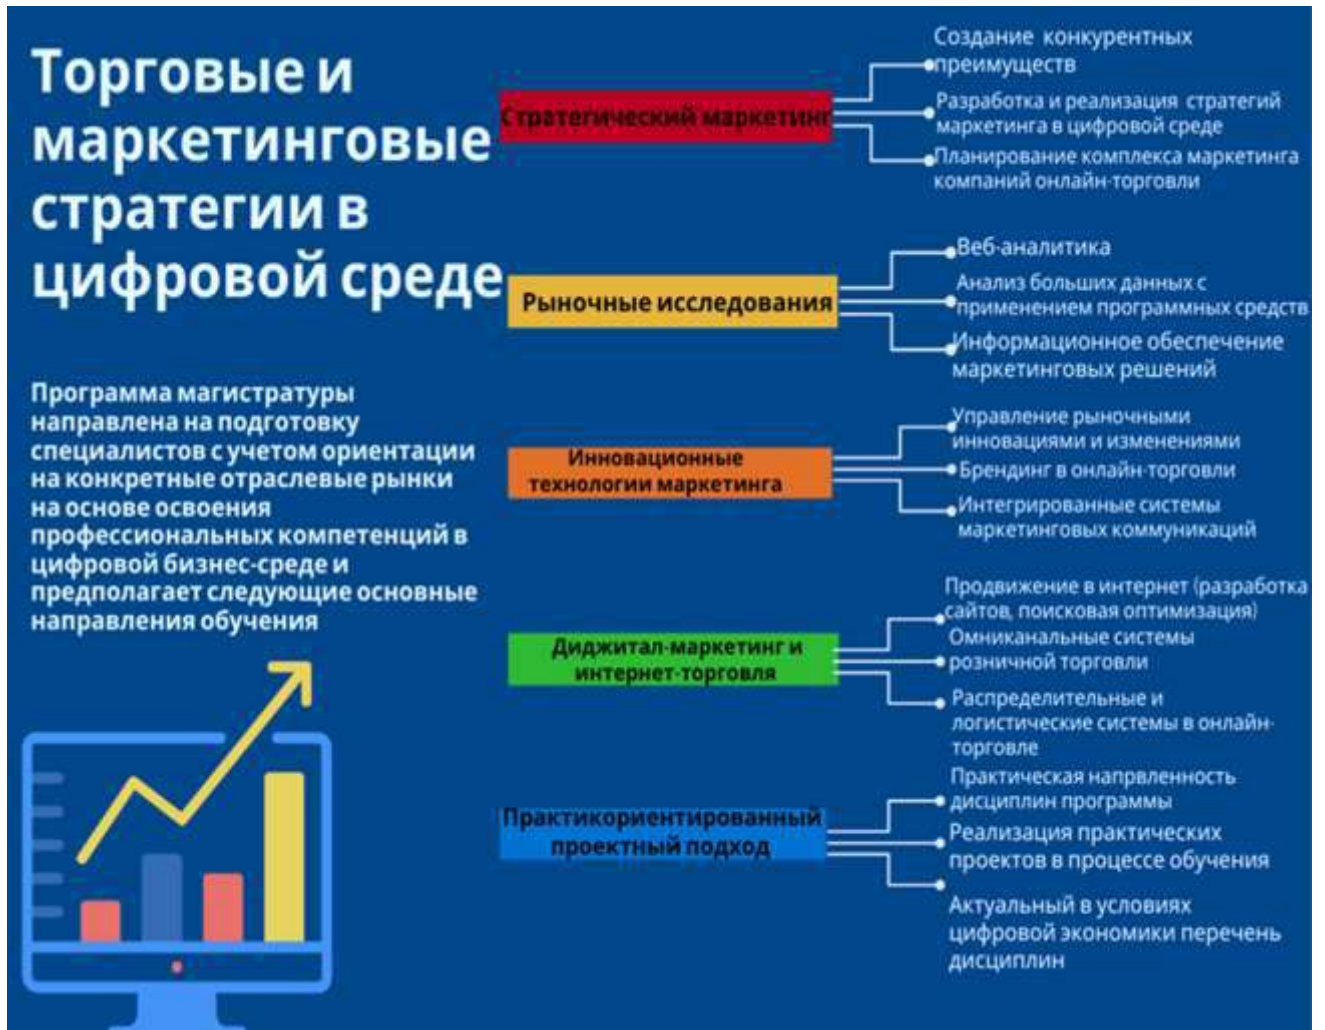 Торговые и
маркетинговые
стратегии в
цифровой среде
Программа магистратуры
направлена на подготовку
специалистов с учетом ориентации
на конкретные отраслевые рынки
на основе освоения
профессиональных компетенций в
цифровой бизнес-среде и
предполагает следующие основные
направления обучения
Стратегический маркетинг
Создание конкурентных
преимуществ
Разработка и реализация стратегий
маркетинга в цифровой среде
Планирование комплекса маркетинга
компаний онлайн-торговли
Рыночные исследования
Веб-аналитика
Анализ больших данных с
применением программных средств
Информационное обеспечение
маркетинговых решений
Инновационные
технологии маркетинга
Управление рыночными
инновациями и изменениями
Брендинг в онлайн-торговли
Интегрированные системы
маркетинговых коммуникаций
Диджитал-маркетинг и
интернет-торговля
Продвижение в интернет (разработка
сайтов, поисковая оптимизация)
Омниканальные системы
розничной торговли
Распределительные и
логистические системы в онлайн-
торговле
Практикориентированный
проектный подход
Практическая напрвленность
дисциплин программы
Реализация практических
проектов в процессе обучения
Актуальный в условиях
цифровой экономики перечень
дисциплин